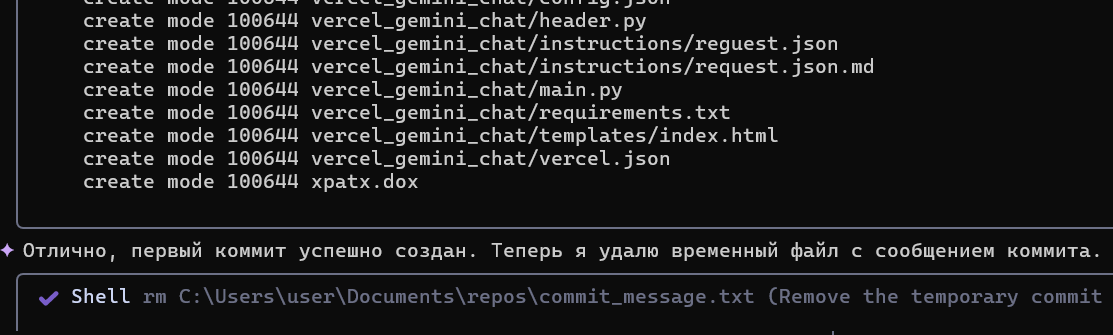 create mode 100644 vercel_gemini_chat/config.json
create mode 100644 vercel_gemini_chat/header.py
create mode 100644 vercel_gemini_chat/instructions/reguest.json
create mode 100644 vercel_gemini_chat/instructions/request.json.md
create mode 100644 vercel_gemini_chat/main.py
create mode 100644 vercel_gemini_chat/requirements.txt
create mode 100644 vercel_gemini_chat/templates/index.html
create mode 100644 vercel_gemini_chat/vercel.json
create mode 100644 xpatx.dox
Отлично, первый коммит успешно создан. Теперь я удалю временный файл с сообщением коммита.
Shell rm C:\Users\user\Documents\repos\commit_message.txt (Remove the temporary commit